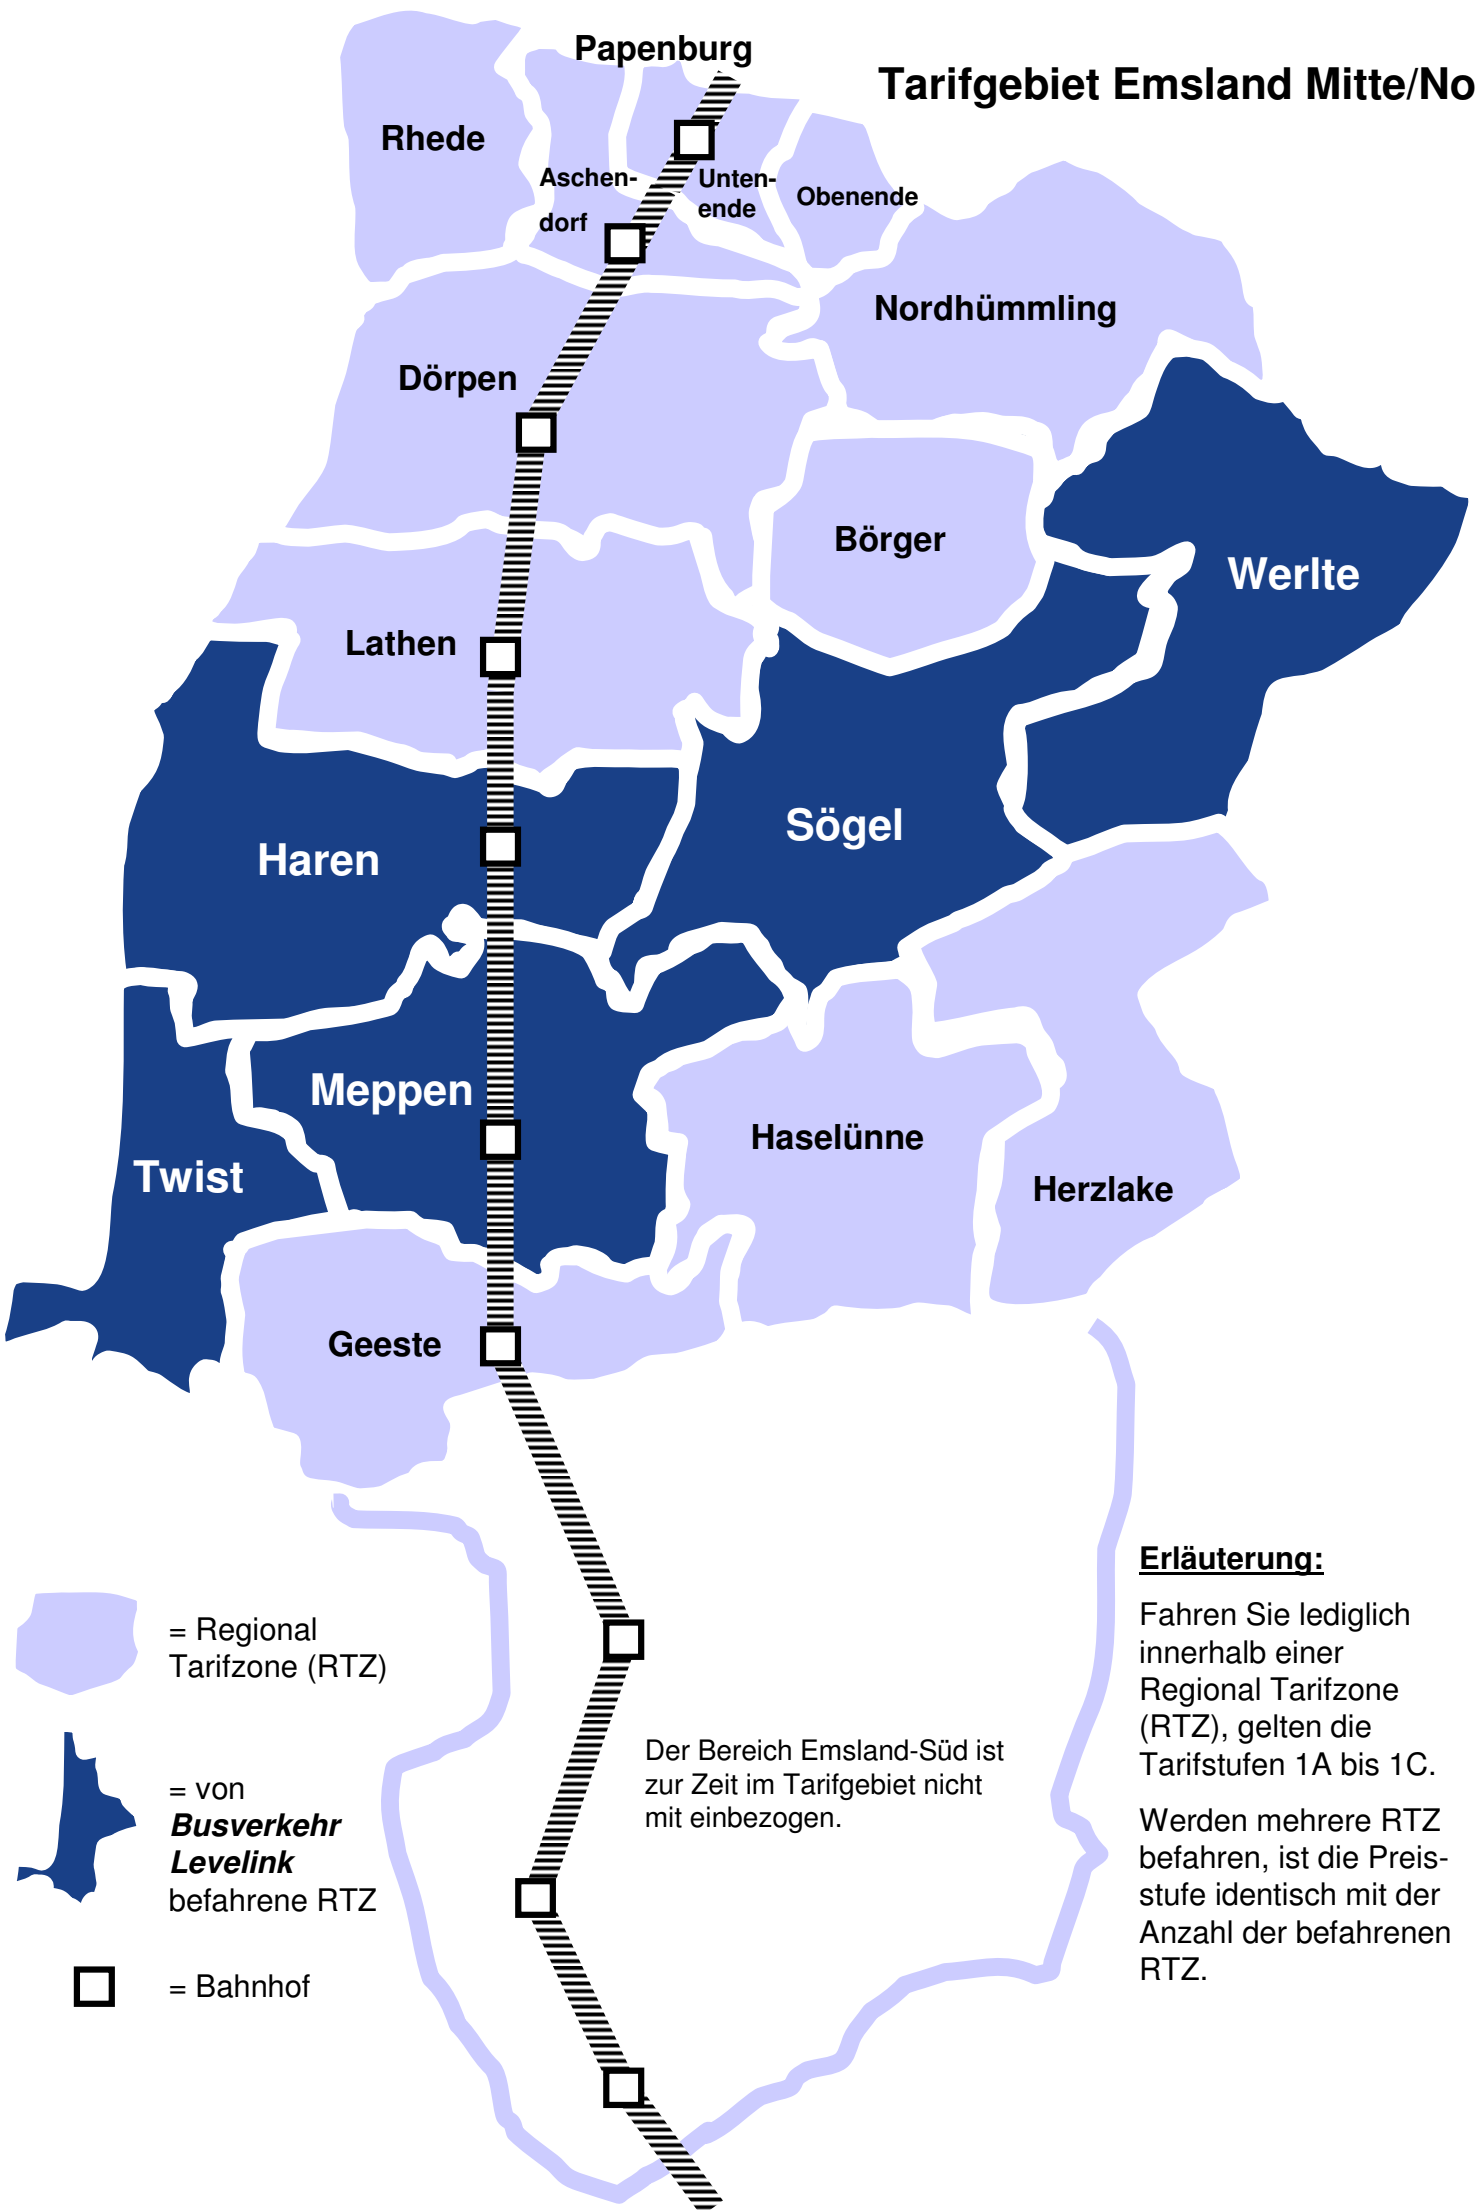 Papenburg
Tarifgebiet Emsland Mitte/No
Rhede
Aschen-
dorf
Unten-
ende
Obenende
Nordhümmling
Dörpen
Börger
Werlte
Lathen
Sögel
Haren
Meppen
Haselünne
Twist
Herzlake
Geeste
= Regional
Tarifzone (RTZ)
= von
Busverkehr
Levelink
befahrene RTZ
= Bahnhof
Der Bereich Emsland-Süd ist
zur Zeit im Tarifgebiet nicht
mit einbezogen.
Erläuterung:
Fahren Sie lediglich
innerhalb einer
Regional Tarifzone
(RTZ), gelten die
Tarifstufen 1A bis 1C.
Werden mehrere RTZ
befahren, ist die Preis-
stufe identisch mit der
Anzahl der befahrenen
RTZ.